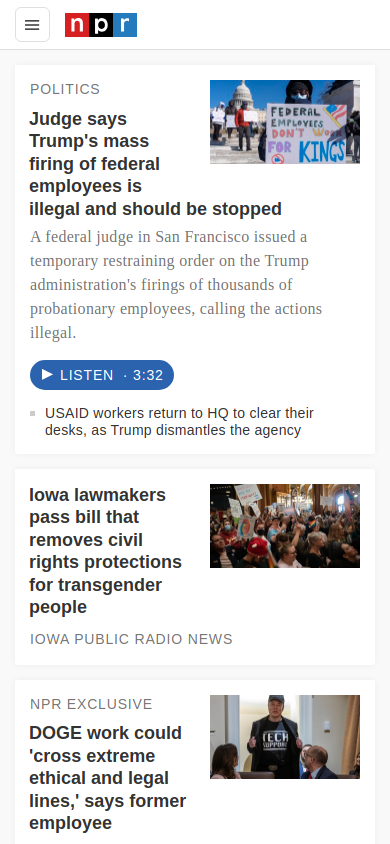 npr
POLITICS
Judge says
Trump's mass
firing of federal
employees is
illegal and should be stopped
FEDERAL
EMPLOYEES
DON'T WORK
FOR KINGS
A federal judge in San Francisco issued a
temporary restraining order on the Trump
administration's firings of thousands of
probationary employees, calling the actions
illegal.
LISTEN · 3:32
USAID workers return to HQ to clear their
desks, as Trump dismantles the agency
Iowa lawmakers
pass bill that
removes civil
rights protections
for transgender
people
IOWA PUBLIC RADIO NEWS
NPR EXCLUSIVE
DOGE work could
'cross extreme
ethical and legal
lines,' says former
employee
TECH
SUPPORT